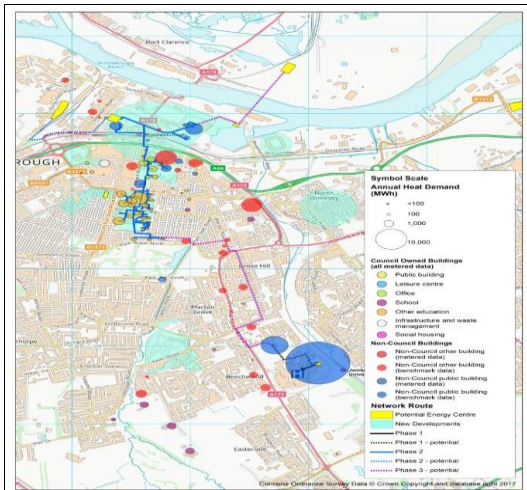 Port Clarence
A178
A178
ROUGH
A66
A172
North
Ormesby
Grove Hill
Marton
Grove
Beechwood
A172
Easterside
thorpe
Symbol Scale
Annual Heat Demand
(MWh)
<100
100
1,000
10,000
Council Owned Buildings
(all metered data)
Public building
Leisure centre
Office
School
Other education
Infrastructure and waste
management
Social housing
Non-Council Buildings
Non-Council other building
(metered data)
Non-Council other building
(benchmark data)
Non-Council public building
(metered data)
Non-Council public building
(benchmark data)
Network Route
Potential Energy Centre
New Developments
Phase 1
Phase 1 - potential
Phase 2
Phase 2 - potential
Phase 3 - potential
Contains Ordnance Survey Data © Crown Copyright and database right 2017